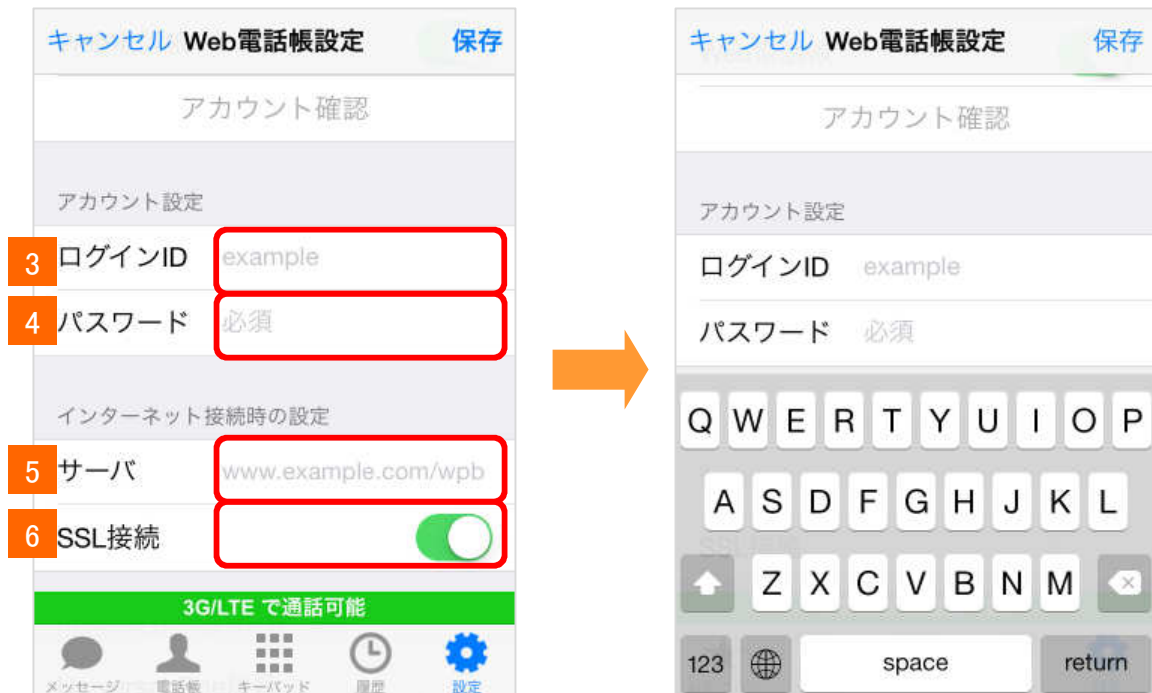 キャンセル Web電話帳設定 保存
アカウント確認
アカウント設定
3 ログインID example
4 パスワード 必須
インターネット接続時の設定
5 サーバ www.example.com/wpb
6 SSL接続
3G/LTE で通話可能
メッセージ 電話帳 キーパッド 履歴 設定
キャンセル Web電話帳設定 保存
アカウント確認
アカウント設定
ログインID example
パスワード 必須
Q W E R T Y U I O P
A S D F G H J K L
SSL接続
Z X C V B N M
123 space return